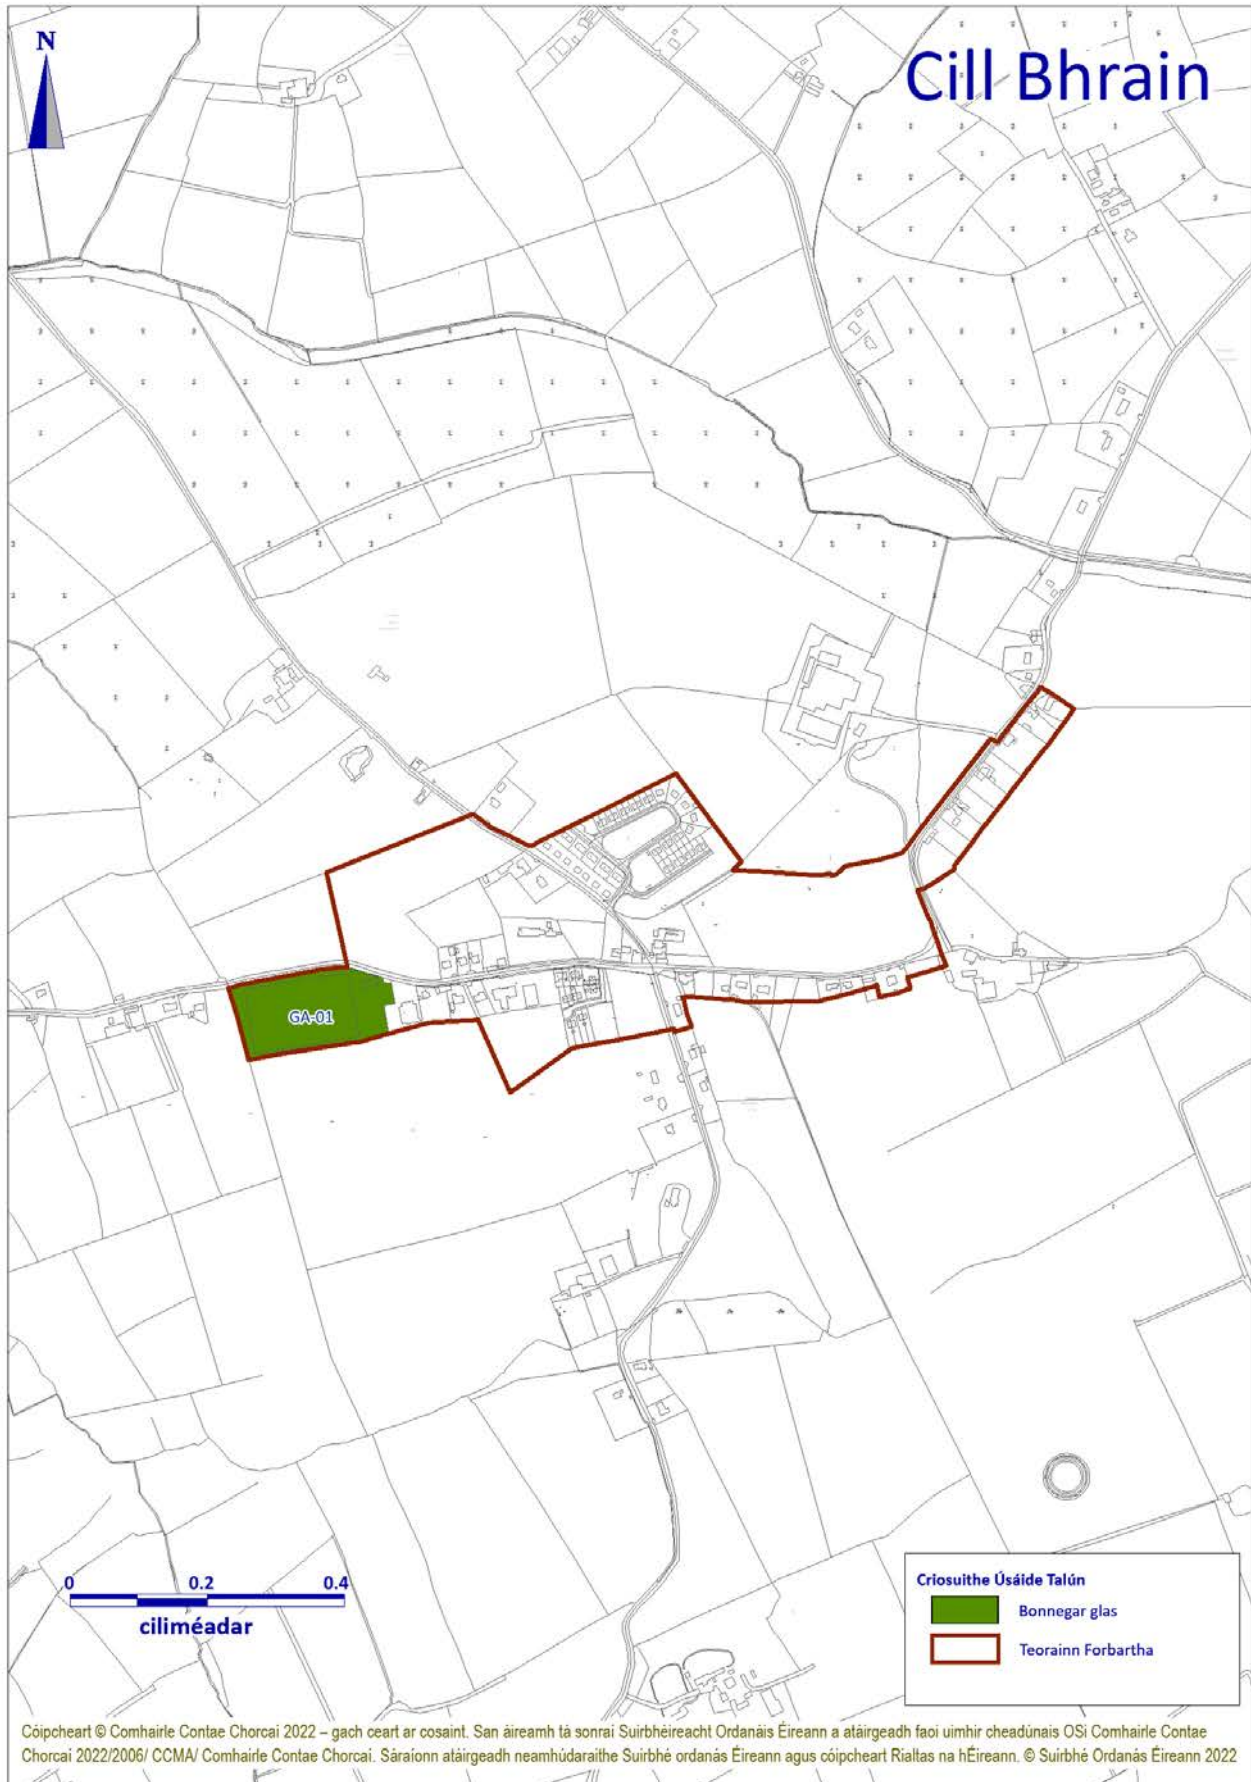 N
Cill Bhrain
GA-01
0 0.2 0.4
ciliméadar
Criosuithe Úsáide Talún
Bonnegar glas
Teorainn Forbartha
Cóipcheart © Comhairle Contae Chorcaí 2022 – gach ceart ar cosaint. San áireamh tá sonraí Suirbhéireacht Ordanáis Éireann a atáirgeadh faoi uimhir cheadúnais OSi Comhairle Contae
Chorcaí 2022/2006/ CCMA/ Comhairle Contae Chorcaí. Sáraíonn atáirgeadh neamhúdaraithe Suirbhé ordanás Éireann agus cóipcheart Rialtas na hÉireann. © Suirbhé Ordanás Éireann 2022